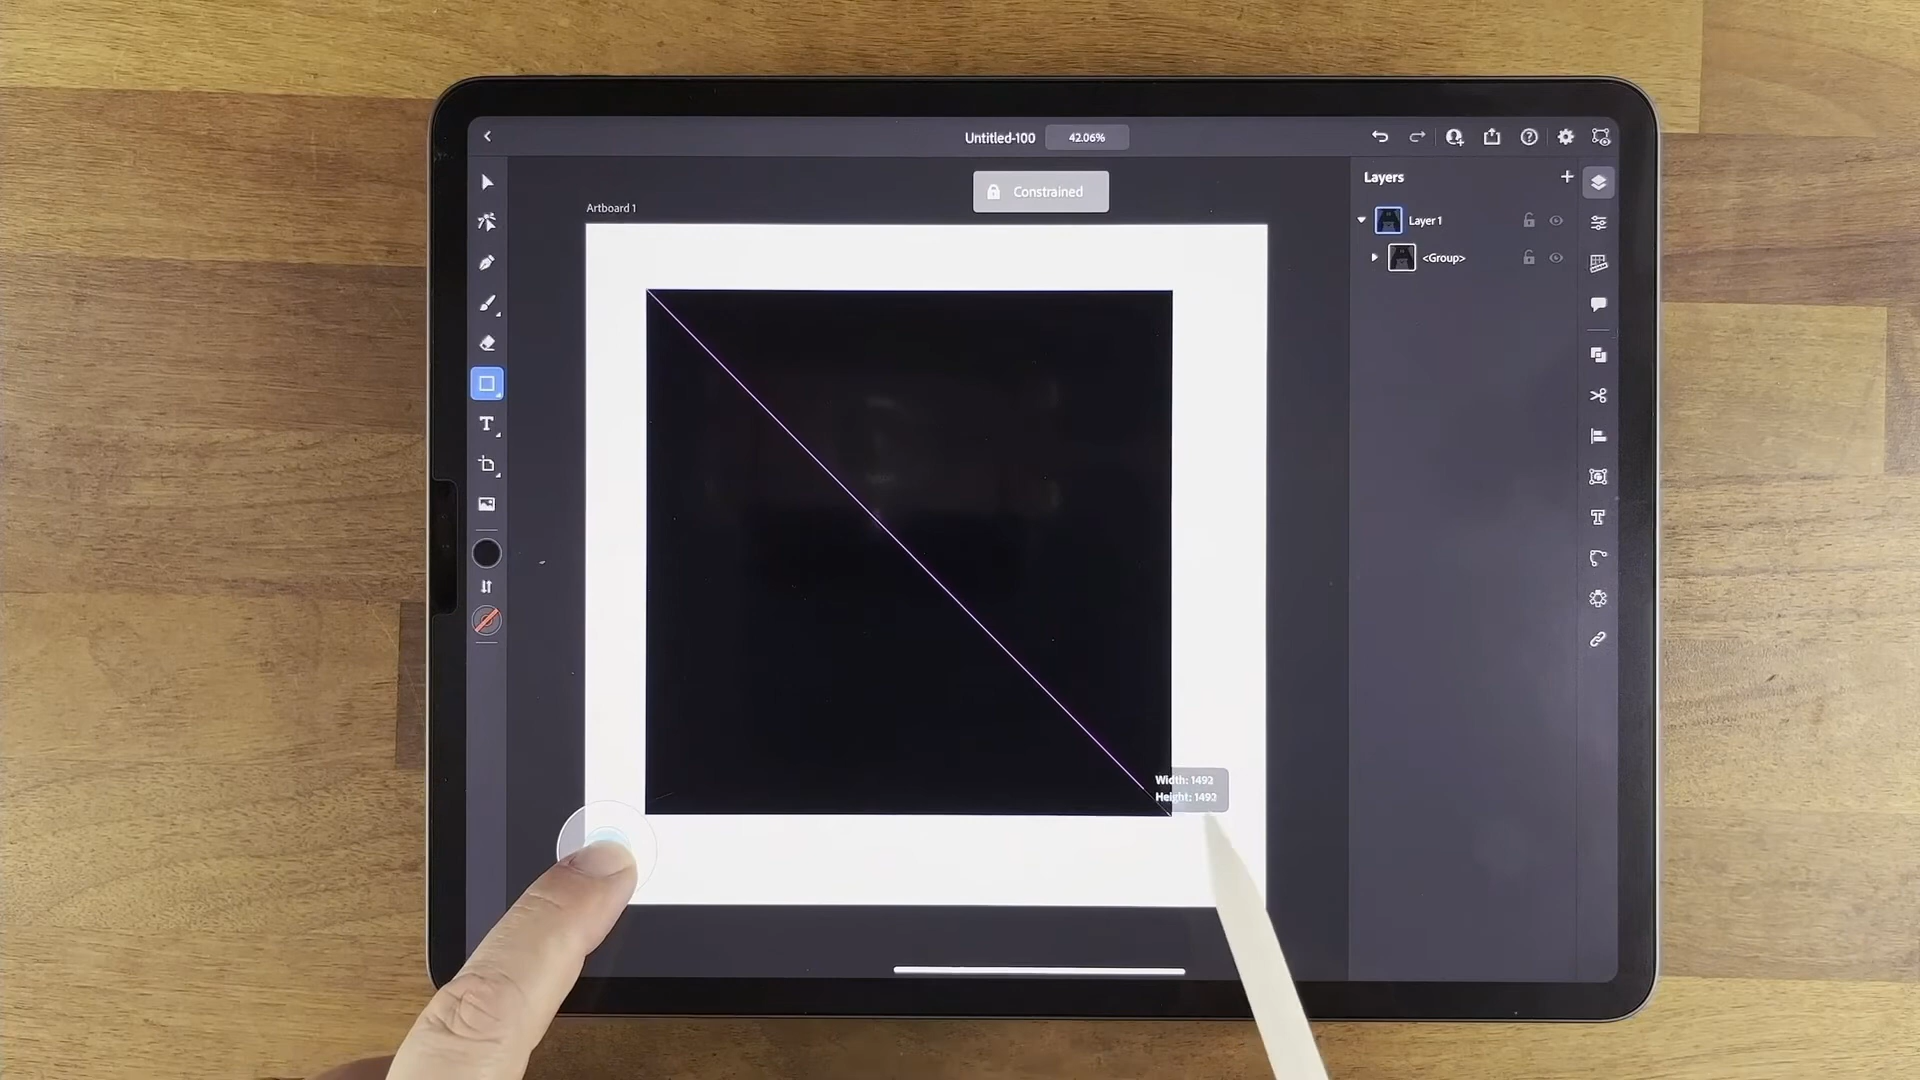 Untitled-100
42.06%
Constrained
Layers
Artboard 1
Layer 1
<Group>
T
Width: 1492
Height: 1492